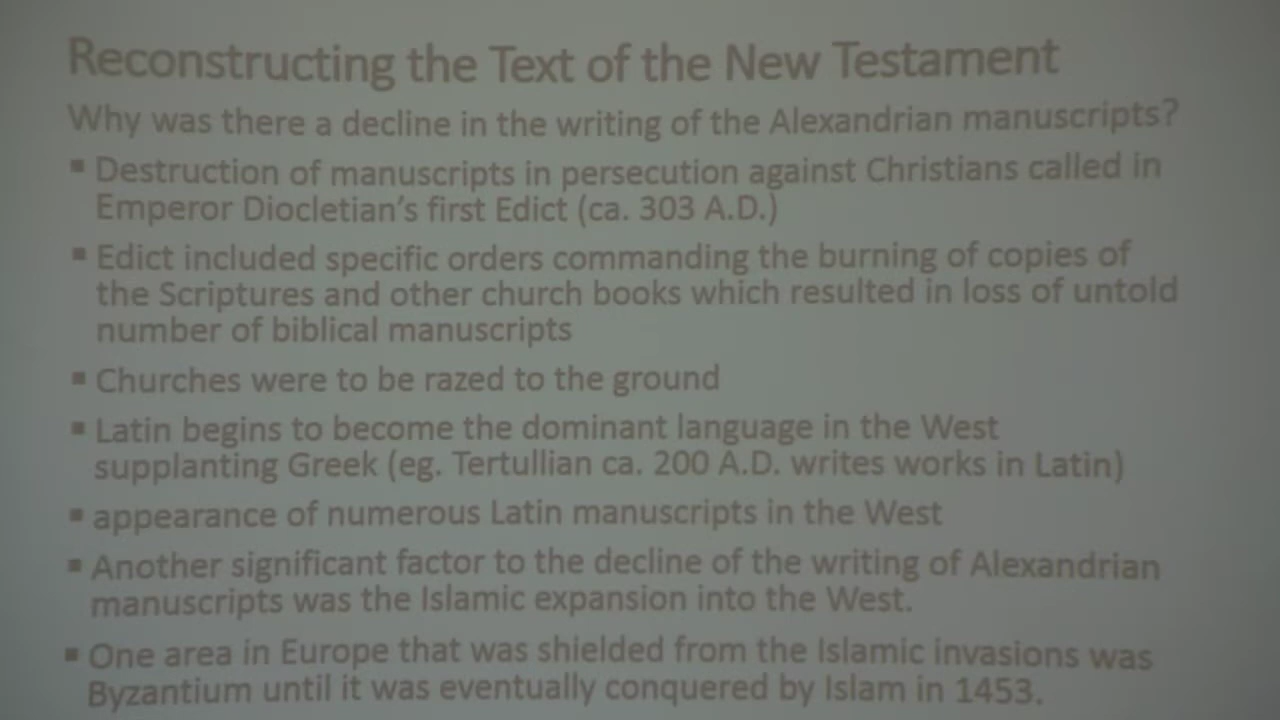 Reconstructing the Text of the New Testament
Why was there a decline in the writing of the Alexandrian manuscripts?
▪ Destruction of manuscripts in persecution against Christians called in
Emperor Diocletian's first Edict (ca. 303 A.D.)
▪ Edict included specific orders commanding the burning of copies of
the Scriptures and other church books which resulted in loss of untold
number of biblical manuscripts
▪ Churches were to be razed to the ground
▪ Latin begins to become the dominant language in the West
supplanting Greek (eg. Tertullian ca. 200 A.D. writes works in Latin)
▪ appearance of numerous Latin manuscripts in the West
▪ Another significant factor to the decline of the writing of Alexandrian
manuscripts was the Islamic expansion into the West.
▪ One area in Europe that was shielded from the Islamic invasions was
Byzantium until it was eventually conquered by Islam in 1453.